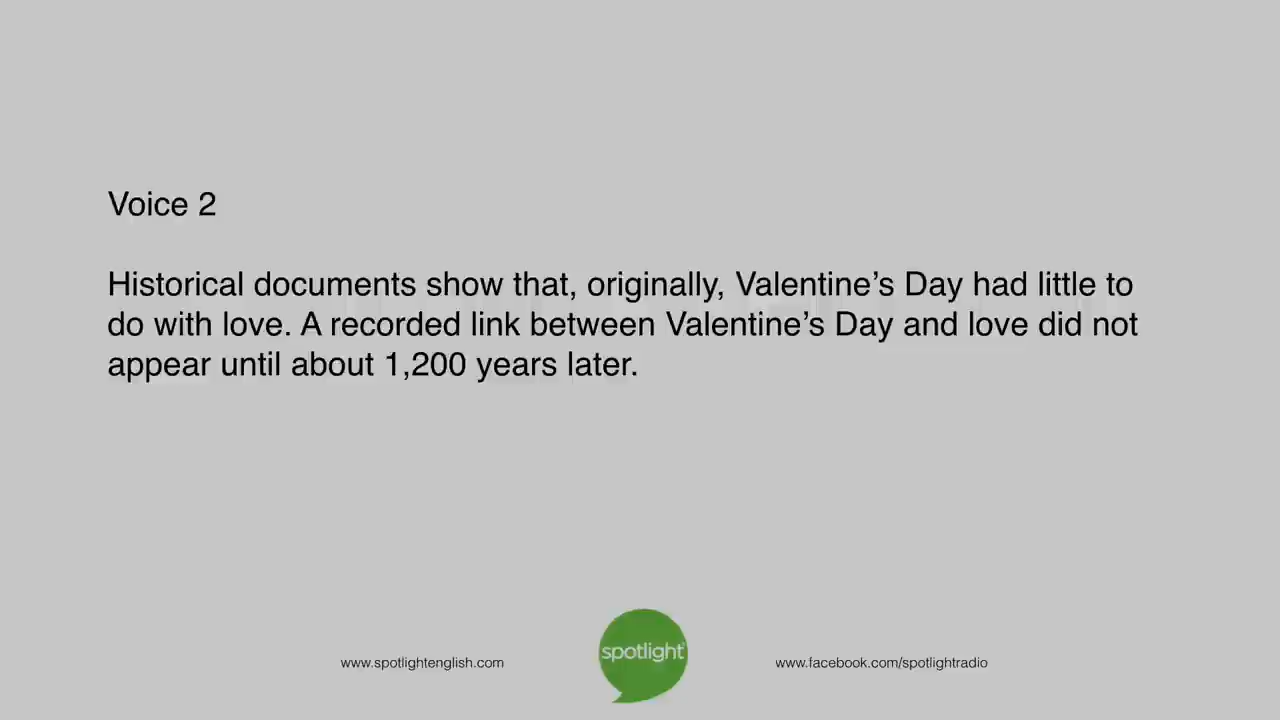 Voice 2
Historical documents show that, originally, Valentine’s Day had little to
do with love. A recorded link between Valentine’s Day and love did not
appear until about 1,200 years later.
www.spotlightenglish.com
spotlight
www.facebook.com/spotlightradio